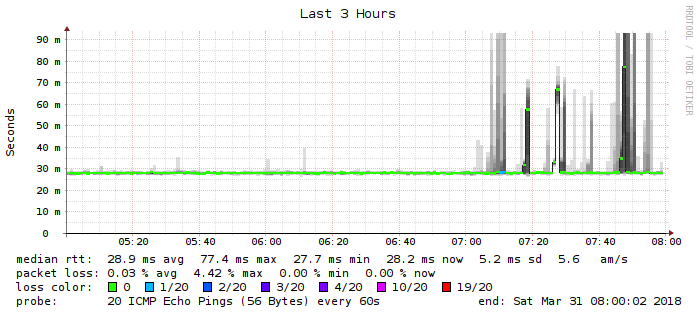 Last 3 Hours
RRDTOOL / TOBI OETIKER
Seconds
90 m
80 m
70 m
60 m
50 m
40 m
30 m
20 m
10 m
0
05:20 05:40 06:00 06:20 06:40 07:00 07:20 07:40 08:00
median rtt: 28.9 ms avg 77.4 ms max 27.7 ms min 28.2 ms now 5.2 ms sd 5.6 am/s
packet loss: 0.03 % avg 4.42 % max 0.00 % min 0.00 % now
loss color: 0 1/20 2/20 3/20 4/20 10/20 19/20
probe: 20 ICMP Echo Pings (56 Bytes) every 60s end: Sat Mar 31 08:00:02 2018